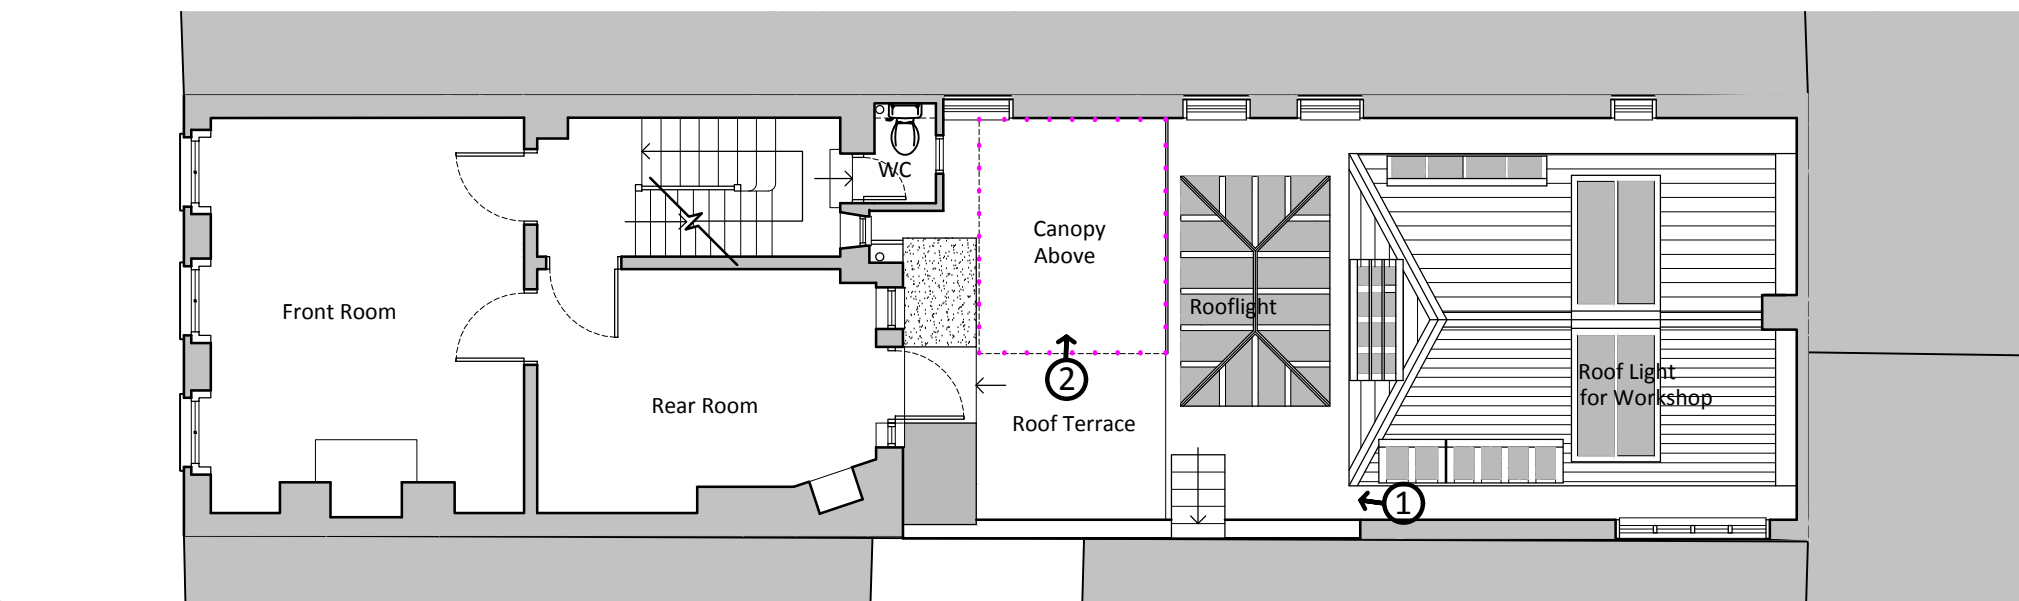 WC
Canopy
Above
Front Room
Rooflight
2
Rear Room
Roof Terrace
Roof Light
for Workshop
1